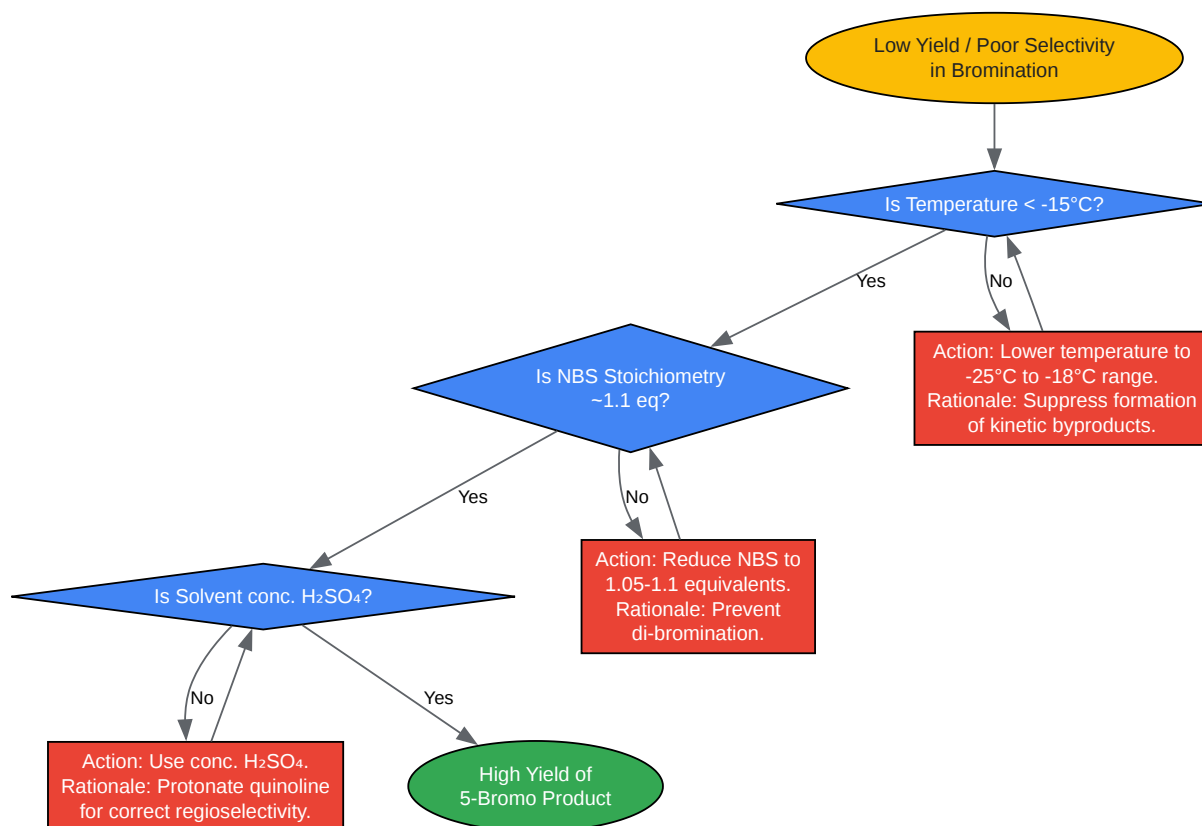 Low Yield / Poor Selectivity
in Bromination
Is Temperature < -15°C?
Yes
No
Action: Lower temperature to
-25°C to -18°C range.
Rationale: Suppress formation
of kinetic byproducts.
Is NBS Stoichiometry
~1.1 eq?
Yes
No
Action: Reduce NBS to
1.05-1.1 equivalents.
Rationale: Prevent
di-bromination.
Is Solvent conc. H₂SO₄?
No
Yes
Action: Use conc. H₂SO₄.
Rationale: Protonate quinoline
for correct regioselectivity.
High Yield of
5-Bromo Product